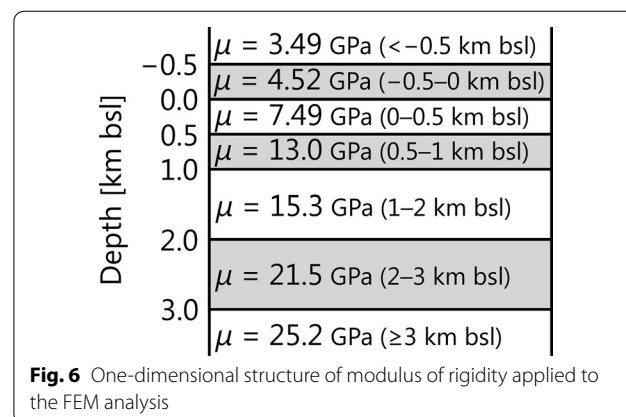 μ = 3.49 GPa (<−0.5 km bsl)
−0.5
μ = 4.52 GPa (−0.5–0 km bsl)
0.0
μ = 7.49 GPa (0–0.5 km bsl)
0.5
μ = 13.0 GPa (0.5–1 km bsl)
1.0
Depth [km bsl]
μ = 15.3 GPa (1–2 km bsl)
2.0
μ = 21.5 GPa (2–3 km bsl)
3.0
μ = 25.2 GPa (≥3 km bsl)
Fig. 6 One-dimensional structure of modulus of rigidity applied to
the FEM analysis